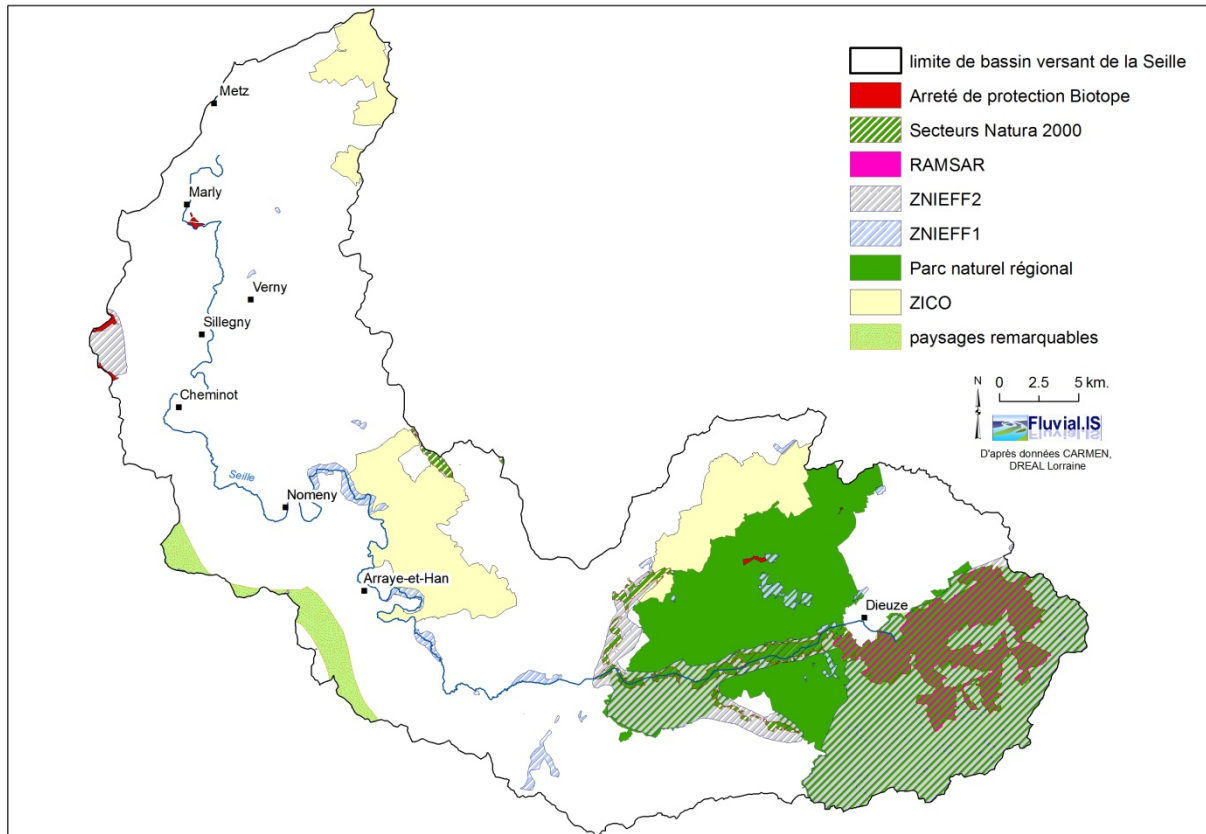 limite de bassin versant de la Seille
Arreté de protection Biotope
Secteurs Natura 2000
RAMSAR
ZNIEFF2
ZNIEFF1
Parc naturel régional
ZICO
paysages remarquables
N
0 2.5 5 km.
Fluvial.IS
D'après données CARMEN,
DREAL Lorraine
Metz
Marly
Verny
Sillegny
Cheminot
Seille
Nomeny
Arraye-et-Han
Dieuze